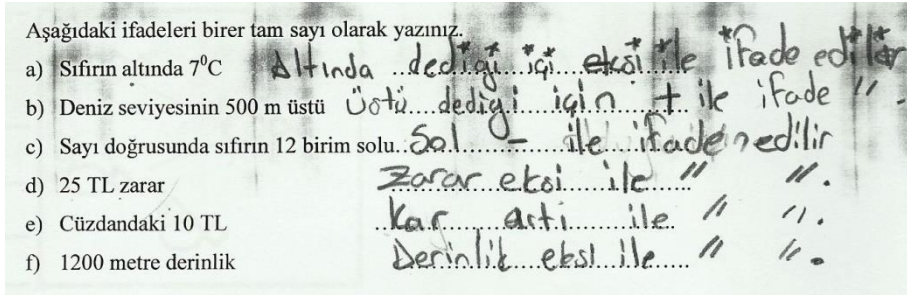 Aşağıdaki ifadeleri birer tam sayı olarak yazınız.
a) Sıfırın altında 7⁰C Altında dediği içi eksi ile ifade edilir
b) Deniz seviyesinin 500 m üstü Üstü dediği için + ile ifade " .
c) Sayı doğrusunda sıfırın 12 birim solu. Sol - ile ifade edilir
d) 25 TL zarar Zarar eksi ile " " .
e) Cüzdandaki 10 TL Kar artı ile " " .
f) 1200 metre derinlik Derinlik eksi ile " " .